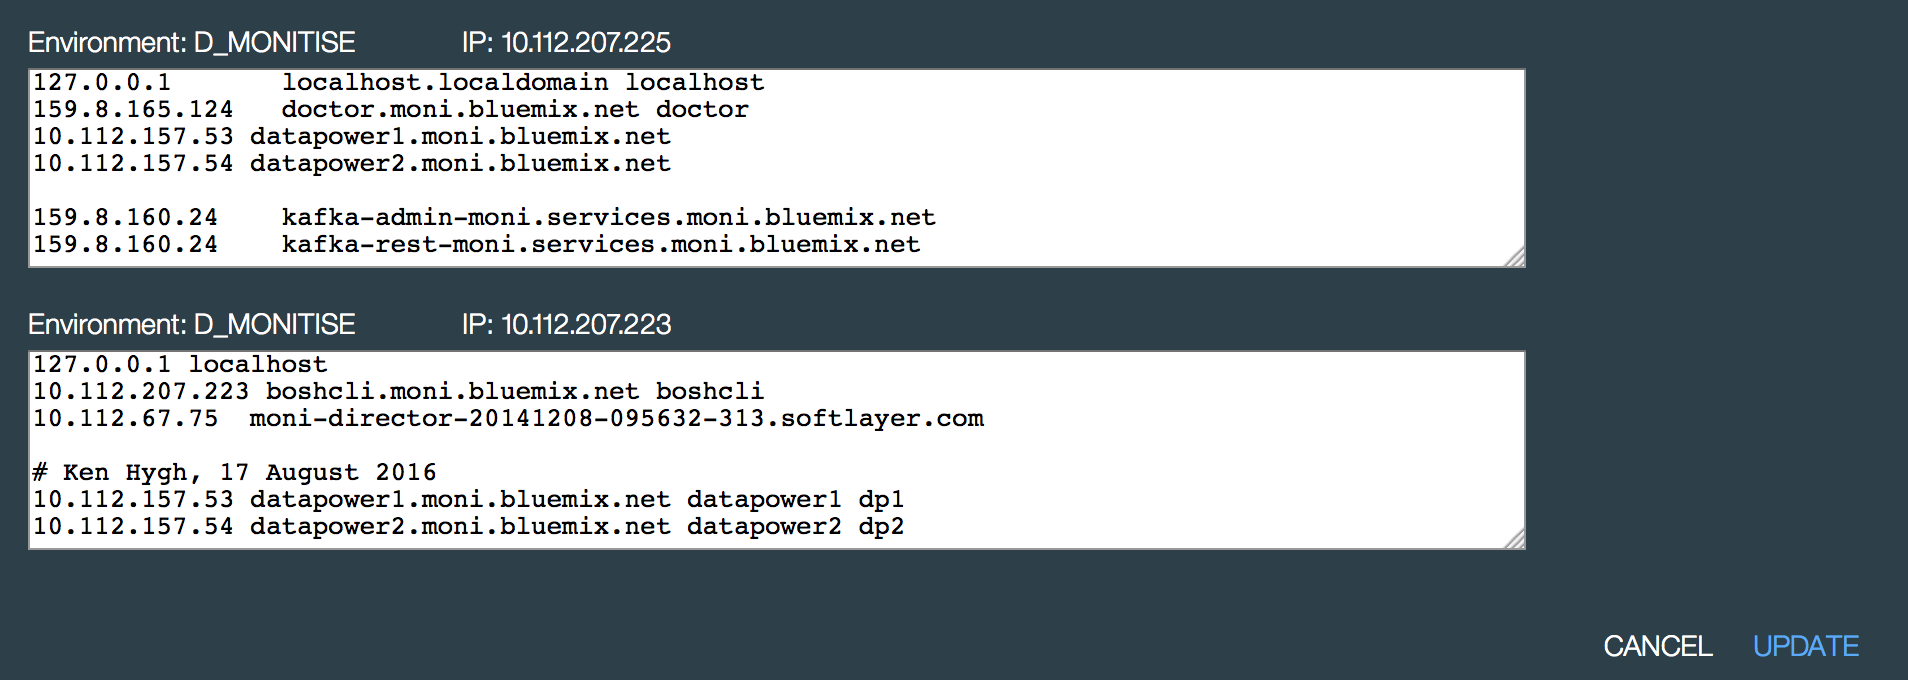 Environment: D_MONITISE IP: 10.112.207.225
127.0.0.1 localhost.localdomain localhost
159.8.165.124 doctor.moni.bluemix.net doctor
10.112.157.53 datapower1.moni.bluemix.net
10.112.157.54 datapower2.moni.bluemix.net
159.8.160.24 kafka-admin-moni.services.moni.bluemix.net
159.8.160.24 kafka-rest-moni.services.moni.bluemix.net
Environment: D_MONITISE IP: 10.112.207.223
127.0.0.1 localhost
10.112.207.223 boshcli.moni.bluemix.net boshcli
10.112.67.75 moni-director-20141208-095632-313.softlayer.com
# Ken Hygh, 17 August 2016
10.112.157.53 datapower1.moni.bluemix.net datapower1 dp1
10.112.157.54 datapower2.moni.bluemix.net datapower2 dp2
CANCEL UPDATE